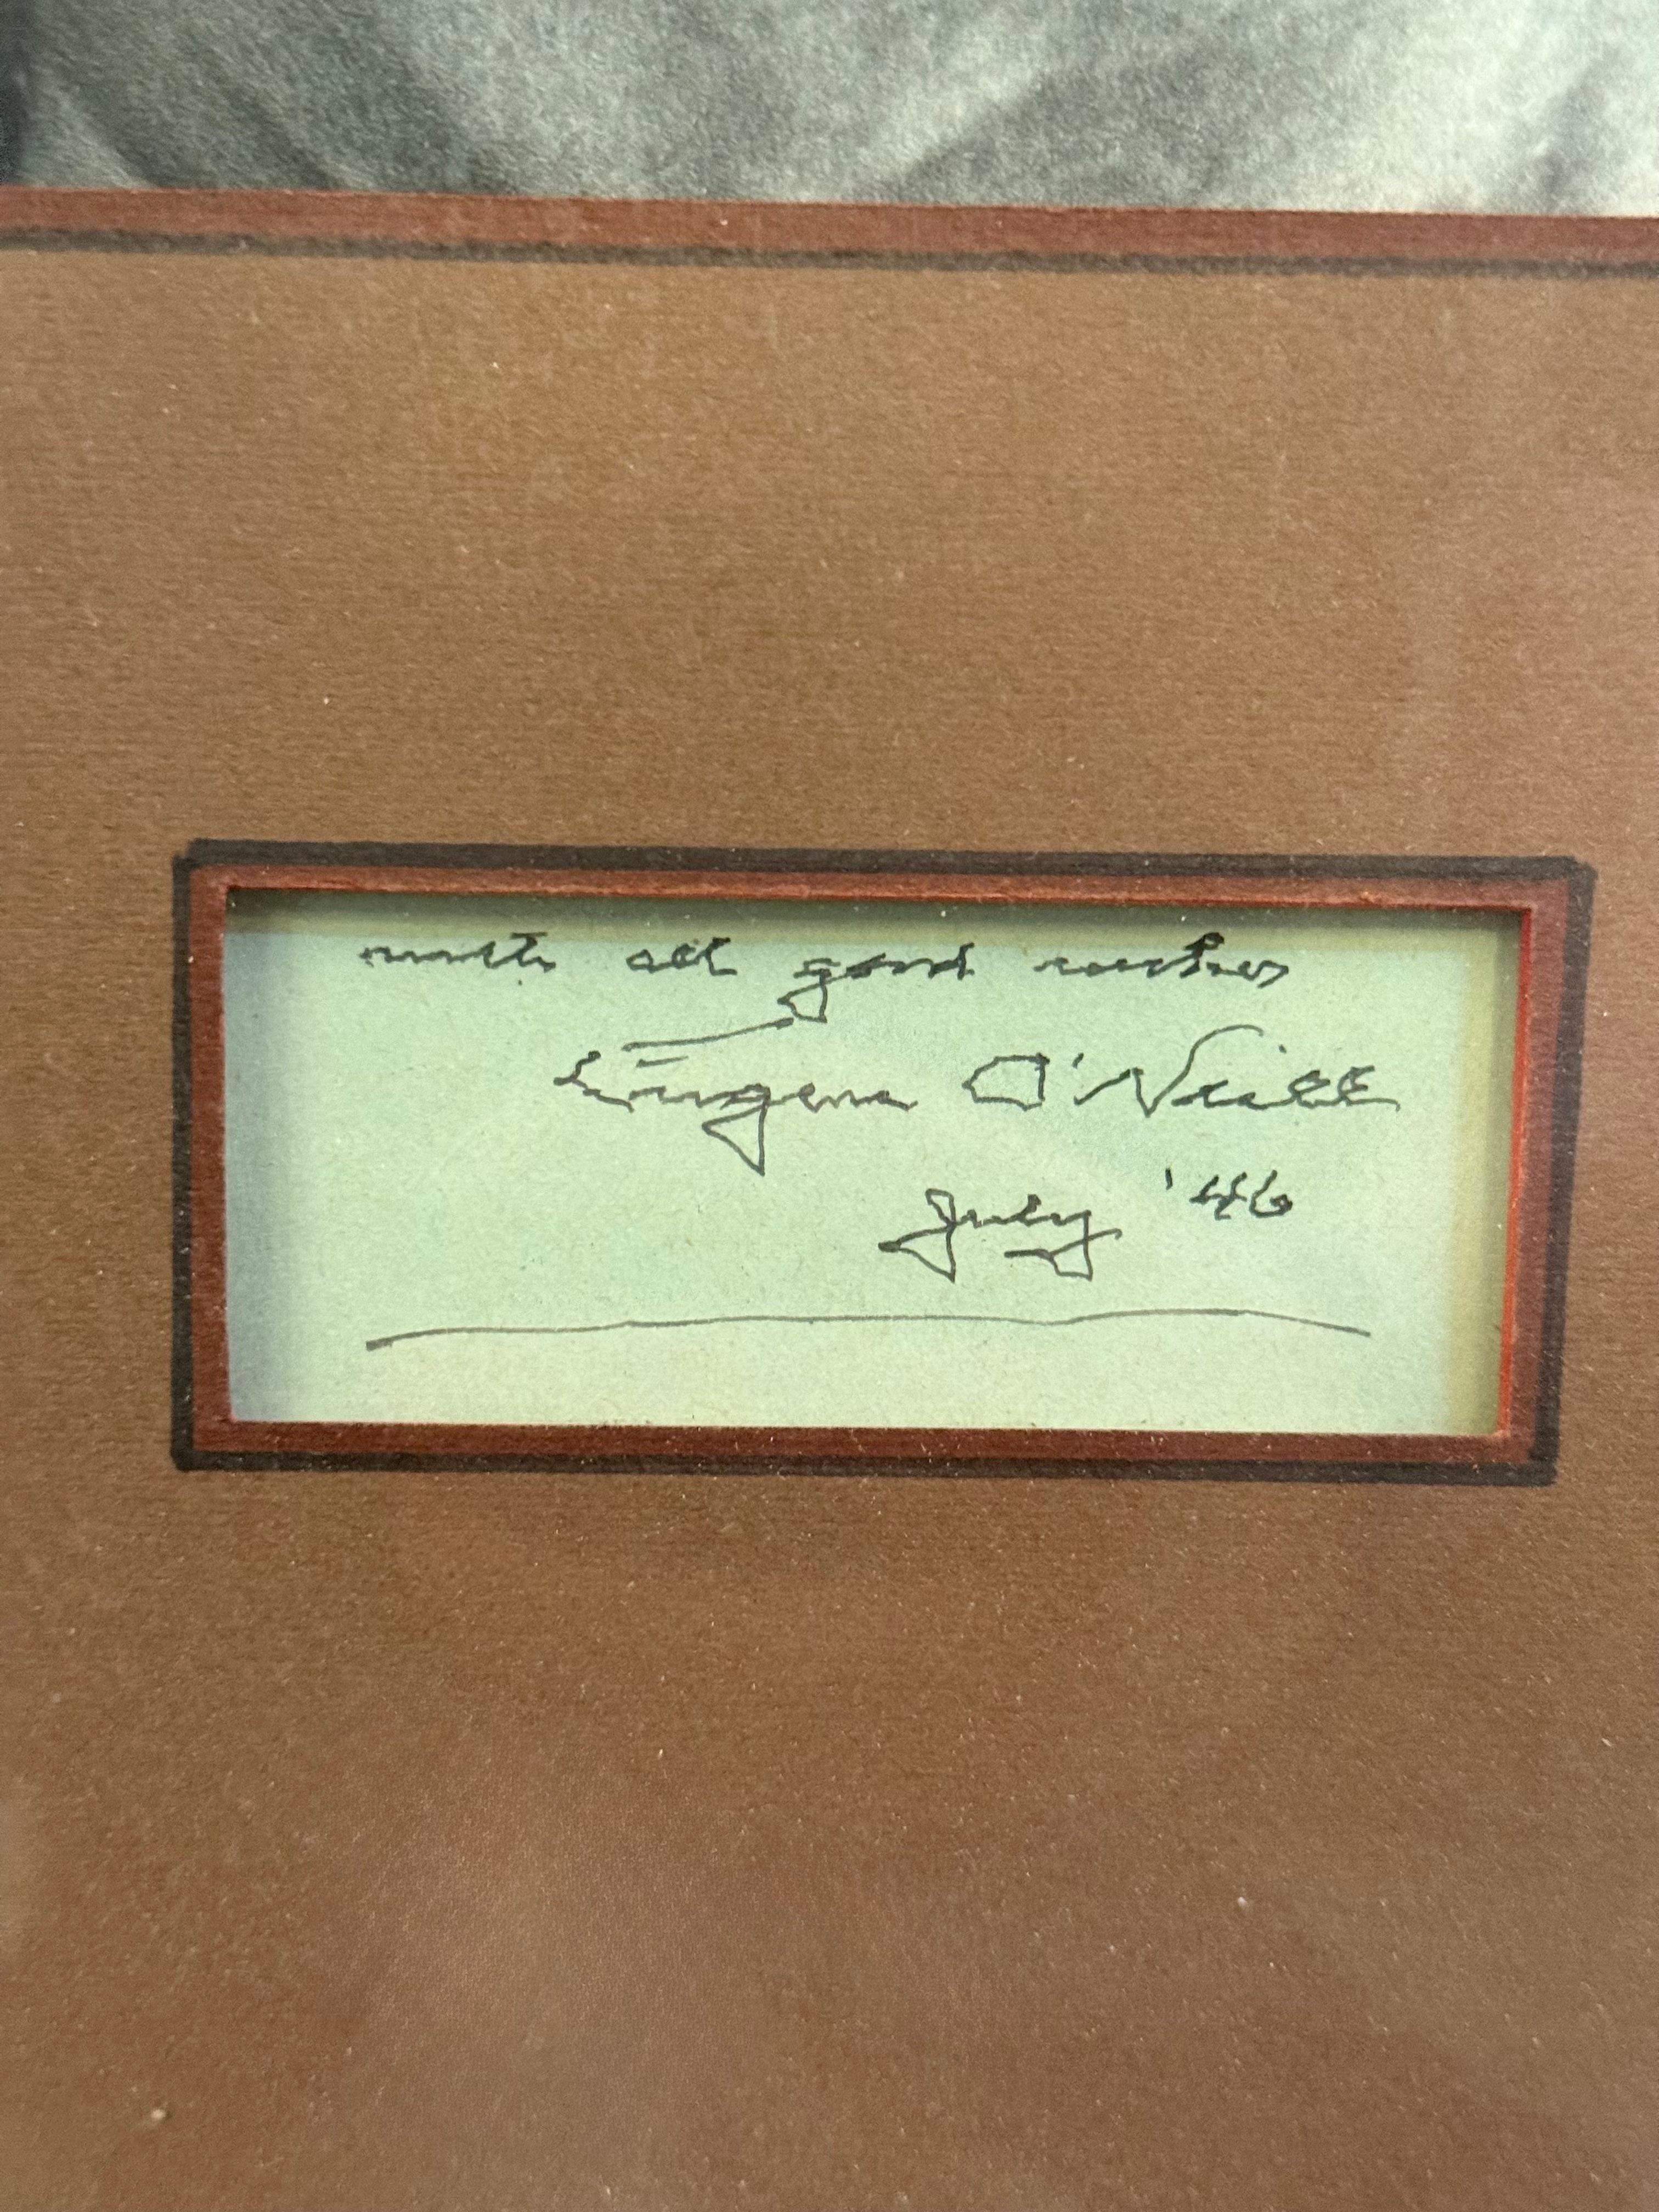 with all good wishes
Eugene O'Neill
July '46